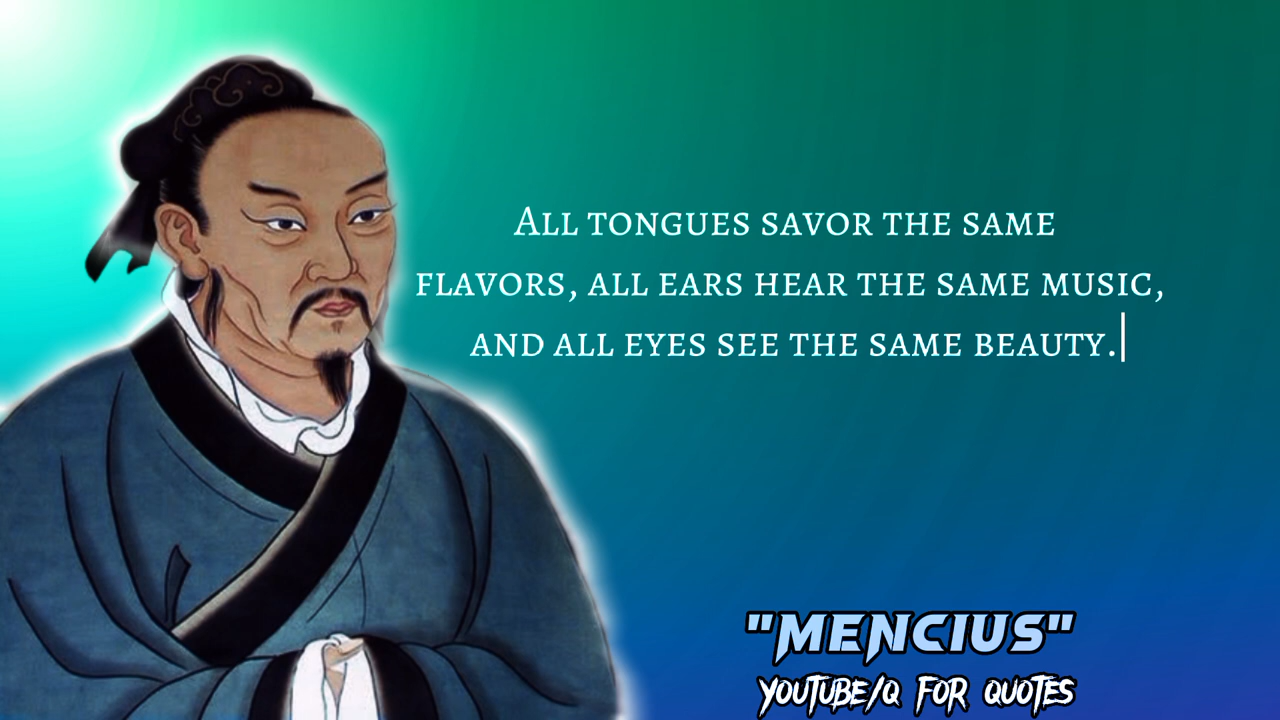 All tongues savor the same
flavors, all ears hear the same music,
and all eyes see the same beauty.|
"MENCIUS"
YOUTUBE/Q FOR QUOTES